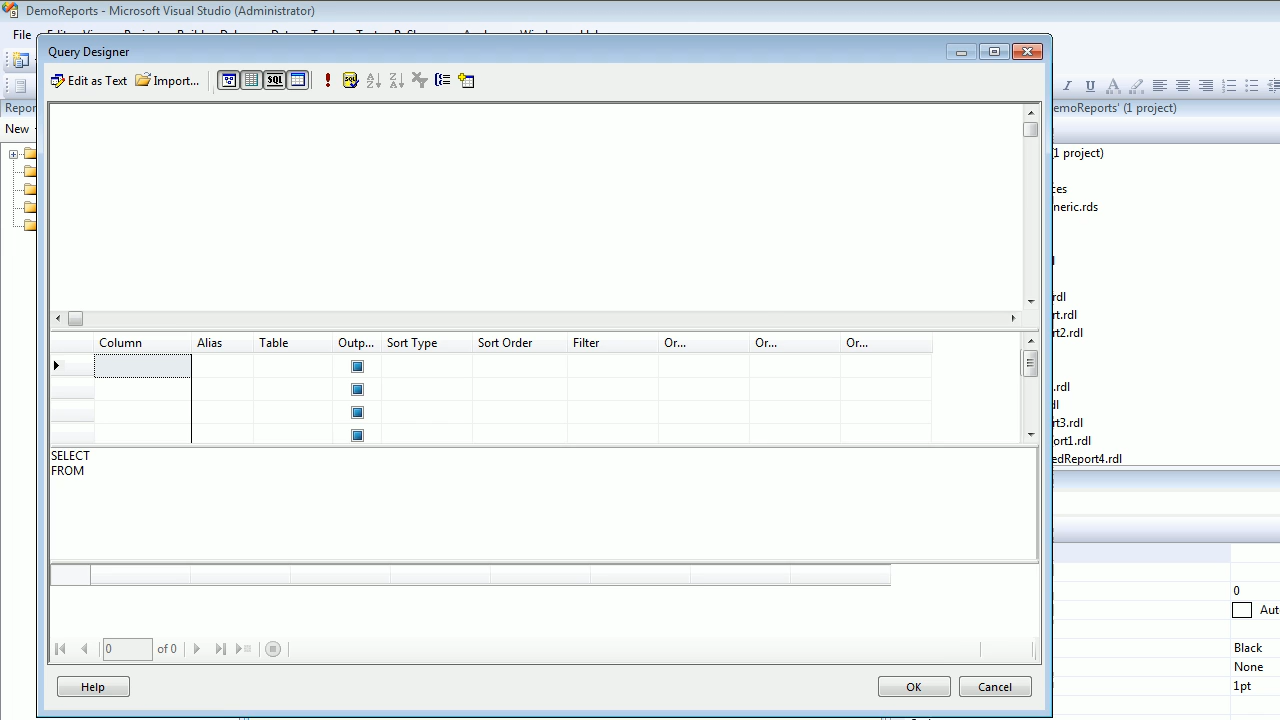 DemoReports - Microsoft Visual Studio (Administrator)
File
Query Designer
Edit as Text Import...
SQL
Repor
New
Column Alias Table Outp... Sort Type Sort Order Filter Or... Or... Or...
SELECT
FROM
0 of 0
Help OK Cancel
emoReports' (1 project)
(1 project)
ces
neric.rds
rdl
rt.rdl
rt2.rdl
.rdl
dl
rt3.rdl
ort1.rdl
edReport4.rdl
0
Aut
Black
None
1pt